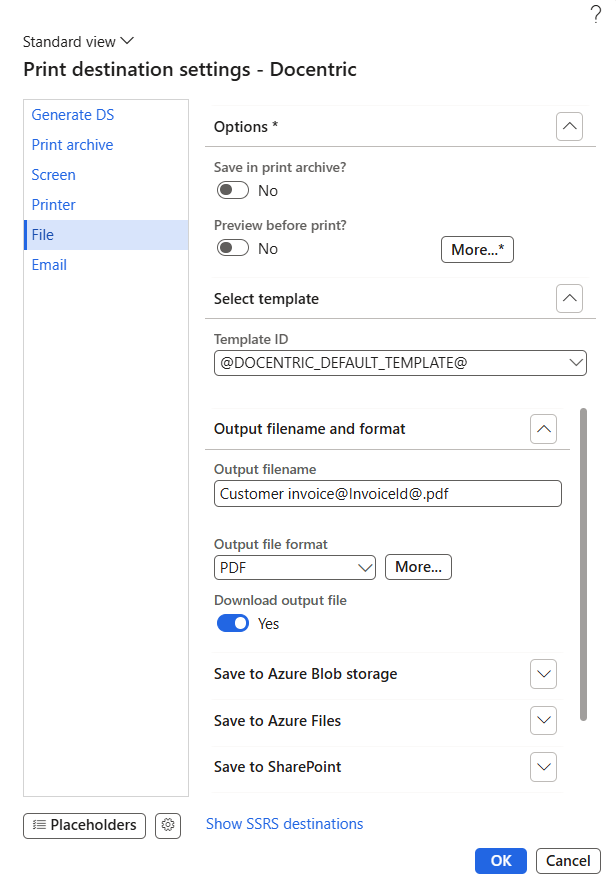 ?
Standard view
Print destination settings - Docentric
Generate DS
Print archive
Screen
Printer
File
Email
Options *
Save in print archive?
No
Preview before print?
No
More...*
Select template
Template ID
@DOCENTRIC_DEFAULT_TEMPLATE@
Output filename and format
Output filename
Customer invoice@InvoiceId@.pdf
Output file format
PDF
More...
Download output file
Yes
Save to Azure Blob storage
Save to Azure Files
Save to SharePoint
Placeholders
Show SSRS destinations
OK
Cancel